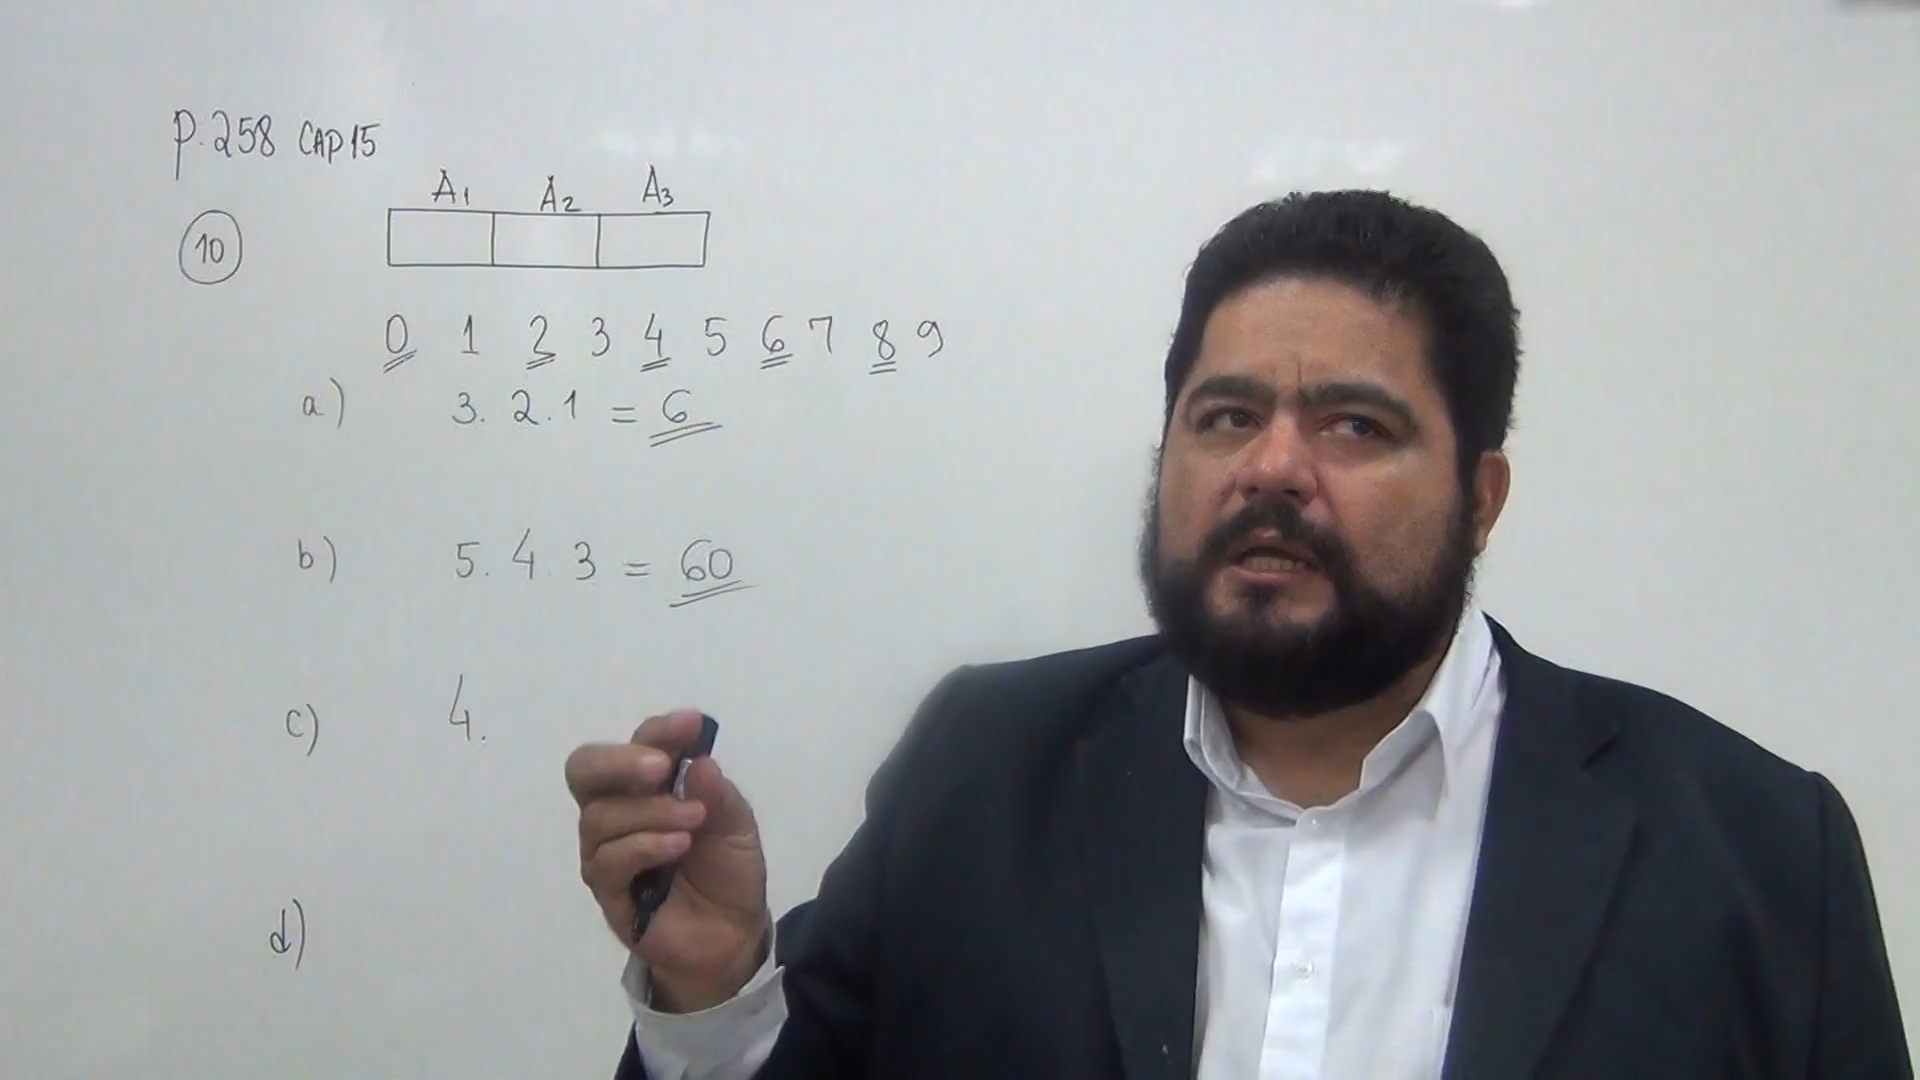 P. 258 CAP 15
A1 A2 A3
10
0 1 2 3 4 5 6 7 8 9
a) 3. 2. 1 = 6
b) 5. 4. 3 = 60
c) 4.
d)